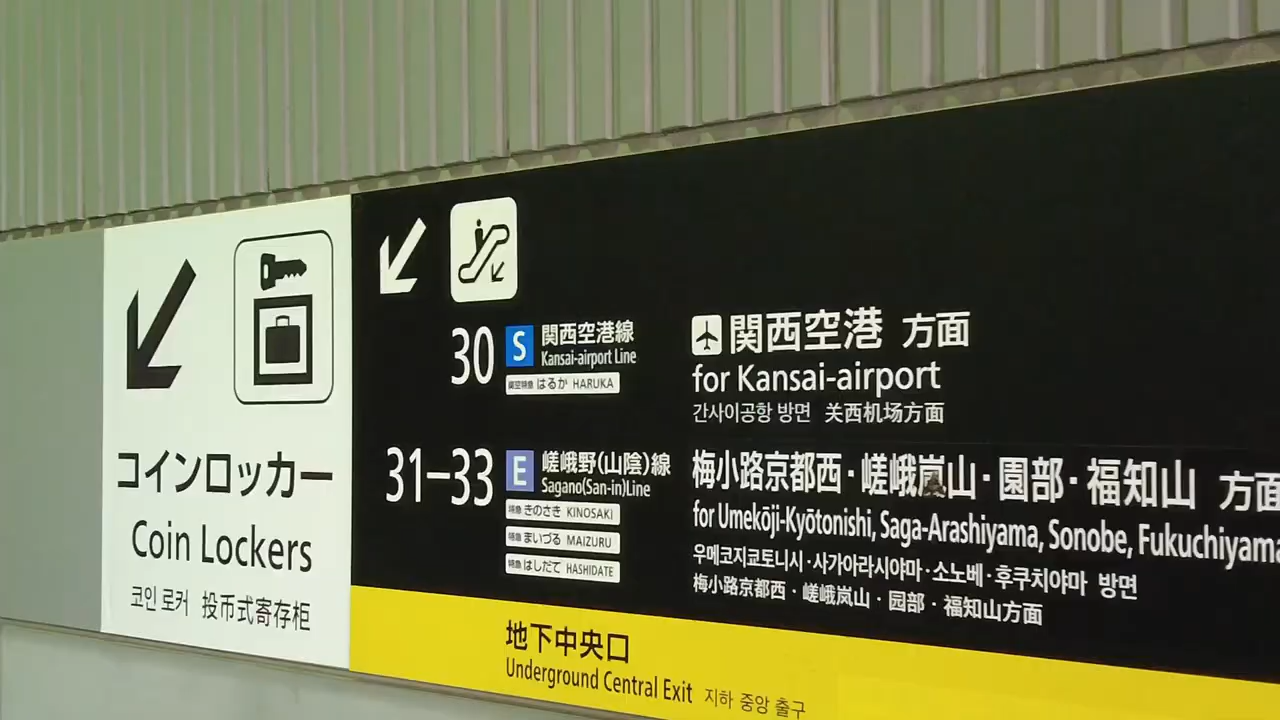 コインロッカー
Coin Lockers
코인 로커 投币式寄存柜
30 S 関西空港線
Kansai-airport Line
関空特急 はるか HARUKA
関西空港 方面
for Kansai-airport
간사이공항 방면 关西机场方面
31-33 E 嵯峨野(山陰)線
Sagano(San-in)Line
特急 きのさき KINOSAKI
特急 まいづる MAIZURU
特急 はしだて HASHIDATE
梅小路京都西・嵯峨嵐山・園部・福知山 方面
for Umekōji-Kyōtonishi, Saga-Arashiyama, Sonobe, Fukuchiyama
우메코지쿄토니시·사가아라시야마·소노베·후쿠치야마 방면
梅小路京都西・嵯峨岚山・园部・福知山方面
地下中央口
Underground Central Exit 지하 중앙 출구